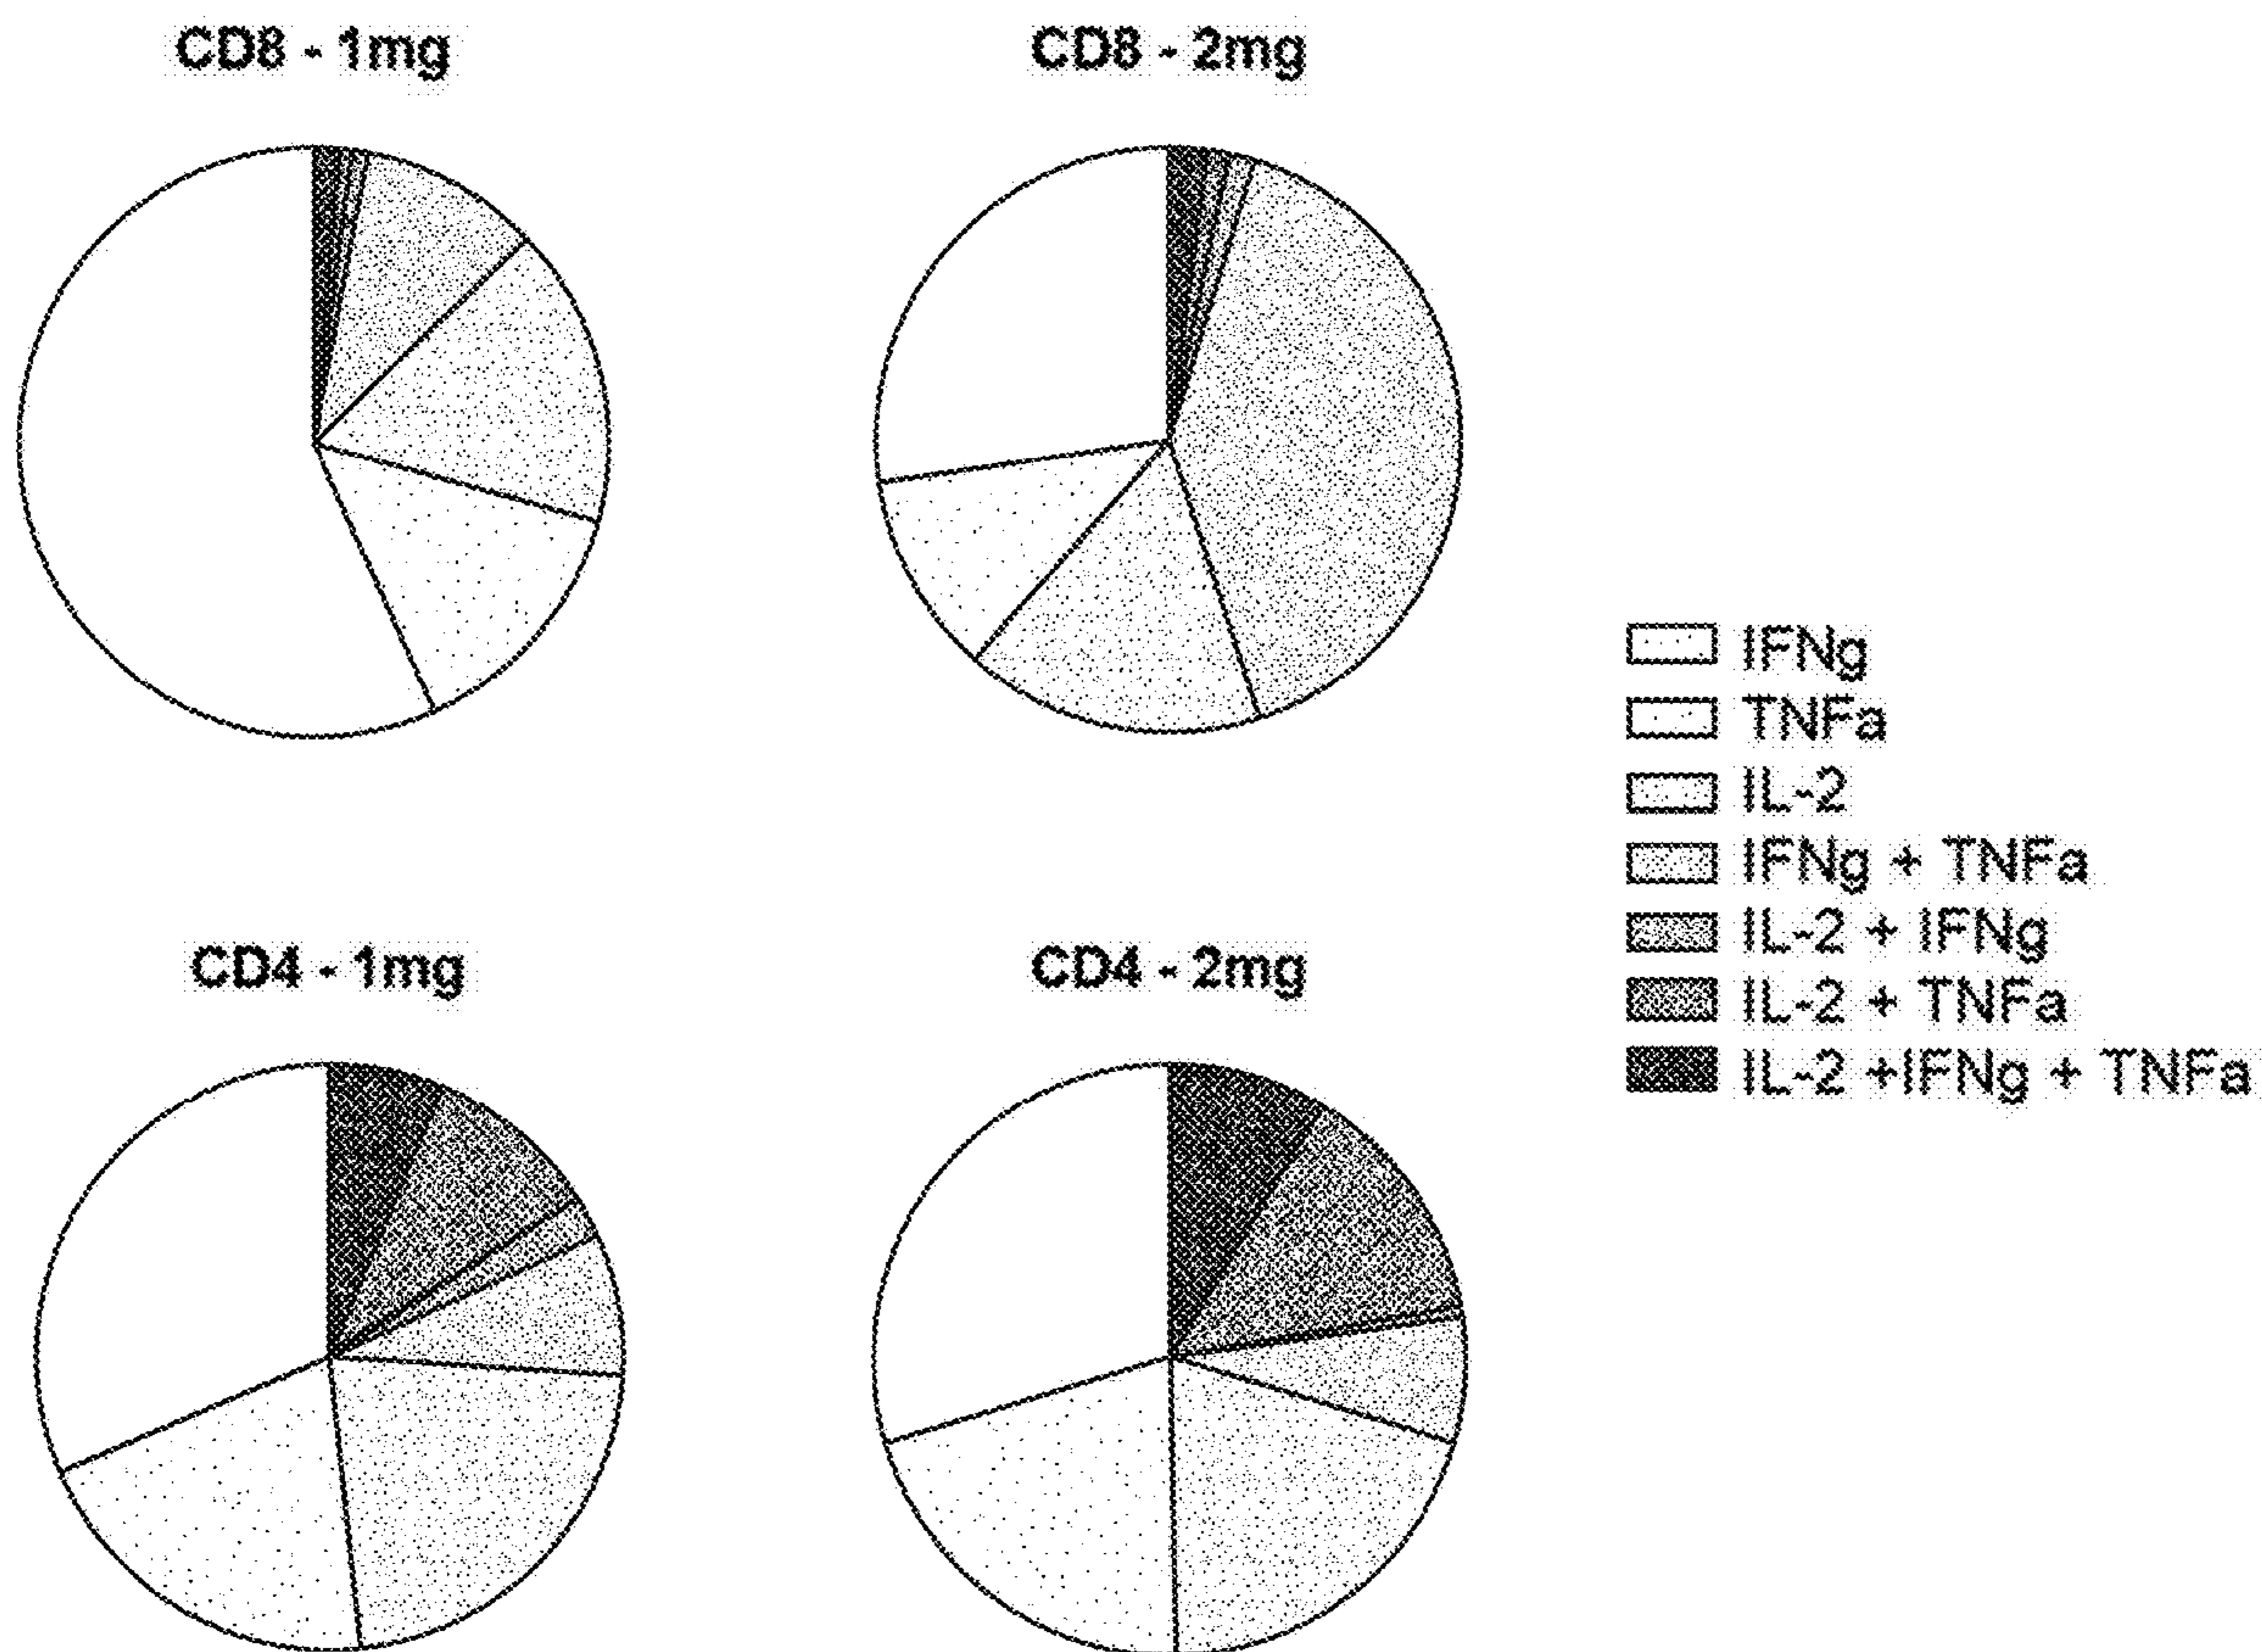 CD8 - 1mg
CD8 - 2mg
IFNg
TNFa
IL-2
IFNg + TNFa
IL-2 + IFNg
IL-2 + TNFa
IL-2 +IFNg + TNFa
CD4 - 1mg
CD4 - 2mg